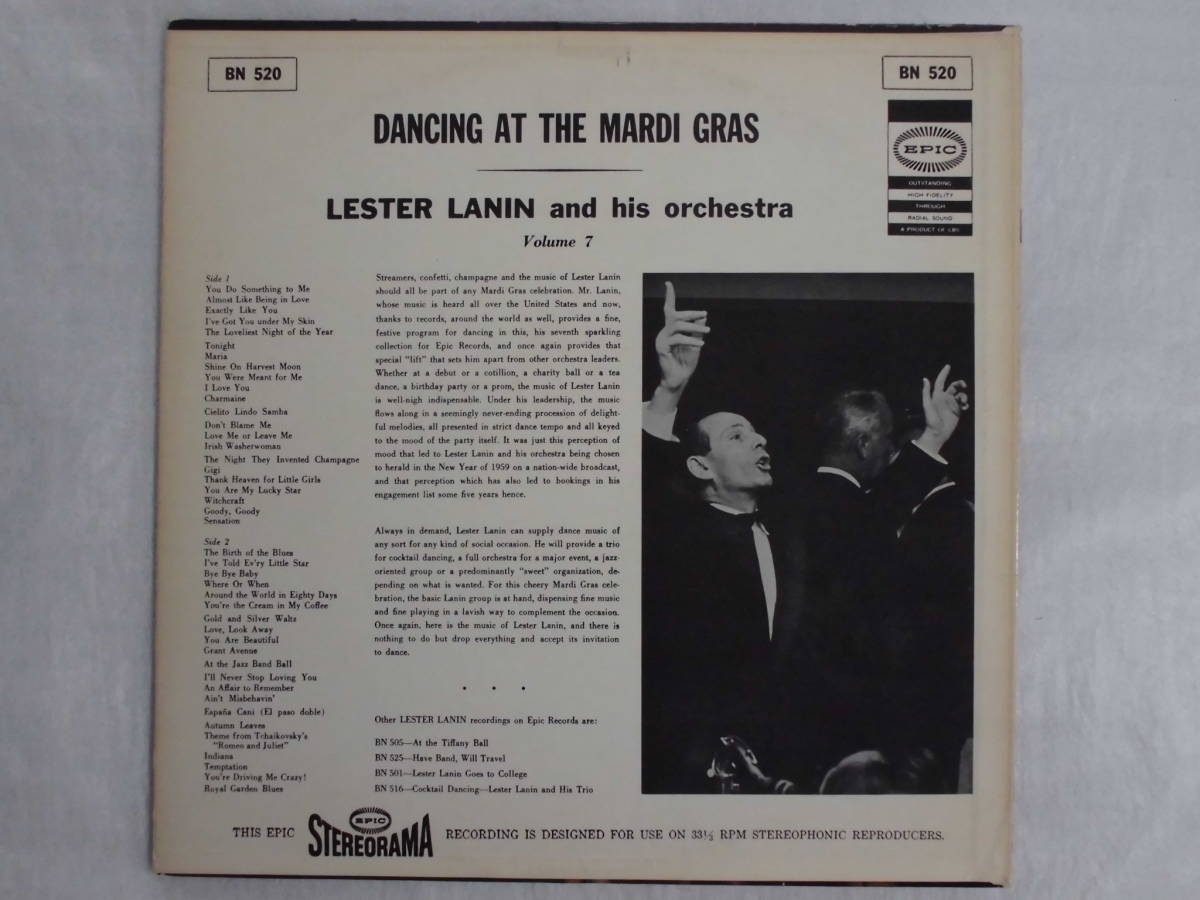 BN 520
BN 520
EPIC
OUTSTANDING
HIGH FIDELITY
THROUGH
RADIAL SOUND
A PRODUCT OF CBS
DANCING AT THE MARDI GRAS
LESTER LANIN and his orchestra
Volume 7
Side 1
You Do Something to Me
Almost Like Being in Love
Exactly Like You
I've Got You under My Skin
The Loveliest Night of the Year
Tonight
Maria
Shine On Harvest Moon
You Were Meant for Me
I Love You
Charmaine
Cielito Lindo Samba
Don't Blame Me
Love Me or Leave Me
Irish Washerwoman
The Night They Invented Champagne
Gigi
Thank Heaven for Little Girls
You Are My Lucky Star
Witchcraft
Goody, Goody
Sensation
Side 2
The Birth of the Blues
I've Told Ev'ry Little Star
Bye Bye Baby
Where Or When
Around the World in Eighty Days
You're the Cream in My Coffee
Gold and Silver Waltz
Love, Look Away
You Are Beautiful
Grant Avenue
At the Jazz Band Ball
I'll Never Stop Loving You
An Affair to Remember
Ain't Misbehavin'
España Cani (El paso doble)
Autumn Leaves
Theme from Tchaikovsky's
"Romeo and Juliet"
Indiana
Temptation
You're Driving Me Crazy!
Royal Garden Blues
Streamers, confetti, champagne and the music of Lester Lanin
should all be part of any Mardi Gras celebration. Mr. Lanin,
whose music is heard all over the United States and now,
thanks to records, around the world as well, provides a fine,
festive program for dancing in this, his seventh sparkling
collection for Epic Records, and once again provides that
special "lift" that sets him apart from other orchestra leaders.
Whether at a debut or a cotillion, a charity ball or a tea
dance, a birthday party or a prom, the music of Lester Lanin
is well-nigh indispensable. Under his leadership, the music
flows along in a seemingly never-ending procession of delight-
ful melodies, all presented in strict dance tempo and all keyed
to the mood of the party itself. It was just this perception of
mood that led to Lester Lanin and his orchestra being chosen
to herald in the New Year of 1959 on a nation-wide broadcast,
and that perception which has also led to bookings in his
engagement list some five years hence.
Always in demand, Lester Lanin can supply dance music of
any sort for any kind of social occasion. He will provide a trio
for cocktail dancing, a full orchestra for a major event, a jazz-
oriented group or a predominantly "sweet" organization, de-
pending on what is wanted. For this cheery Mardi Gras cele-
bration, the basic Lanin group is at hand, dispensing fine music
and fine playing in a lavish way to complement the occasion.
Once again, here is the music of Lester Lanin, and there is
nothing to do but drop everything and accept its invitation
to dance.
• • •
Other LESTER LANIN recordings on Epic Records are:
BN 505—At the Tiffany Ball
BN 525—Have Band, Will Travel
BN 501—Lester Lanin Goes to College
BN 516—Cocktail Dancing—Lester Lanin and His Trio
THIS EPIC EPIC STEREORAMA RECORDING IS DESIGNED FOR USE ON 33⅓ RPM STEREOPHONIC REPRODUCERS.